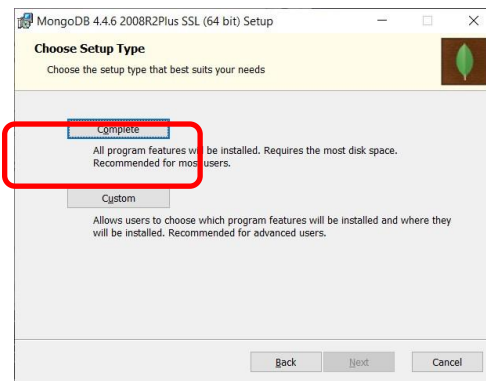 MongoDB 4.4.6 2008R2Plus SSL (64 bit) Setup
Choose Setup Type
Choose the setup type that best suits your needs
Complete
All program features will be installed. Requires the most disk space.
Recommended for most users.
Custom
Allows users to choose which program features will be installed and where they
will be installed. Recommended for advanced users.
Back Next Cancel